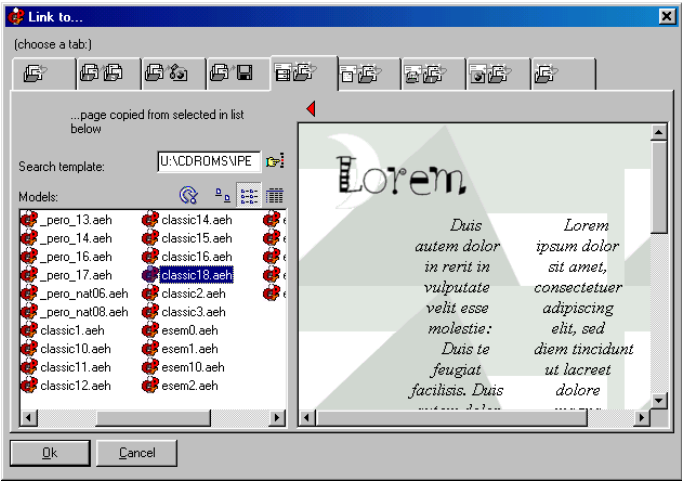 Link to...
(choose a tab:)
...page copied from selected in list
below
Search template:
U:\CDROMS\IPE
Models:
_pero_13.aeh
_pero_14.aeh
_pero_16.aeh
_pero_17.aeh
_pero_nat06.aeh
_pero_nat08.aeh
classic1.aeh
classic10.aeh
classic11.aeh
classic12.aeh
classic14.aeh
classic15.aeh
classic16.aeh
classic18.aeh
classic2.aeh
classic3.aeh
esem0.aeh
esem1.aeh
esem10.aeh
esem2.aeh
Lorem
Duis
autem dolor
in rerit in
vulputate
velit esse
molestie:
Duis te
feugiat
facilisis. Duis
Lorem
ipsum dolor
sit amet,
consectetuer
adipiscing
elit, sed
diem tincidunt
ut lacreet
dolore
Ok
Cancel